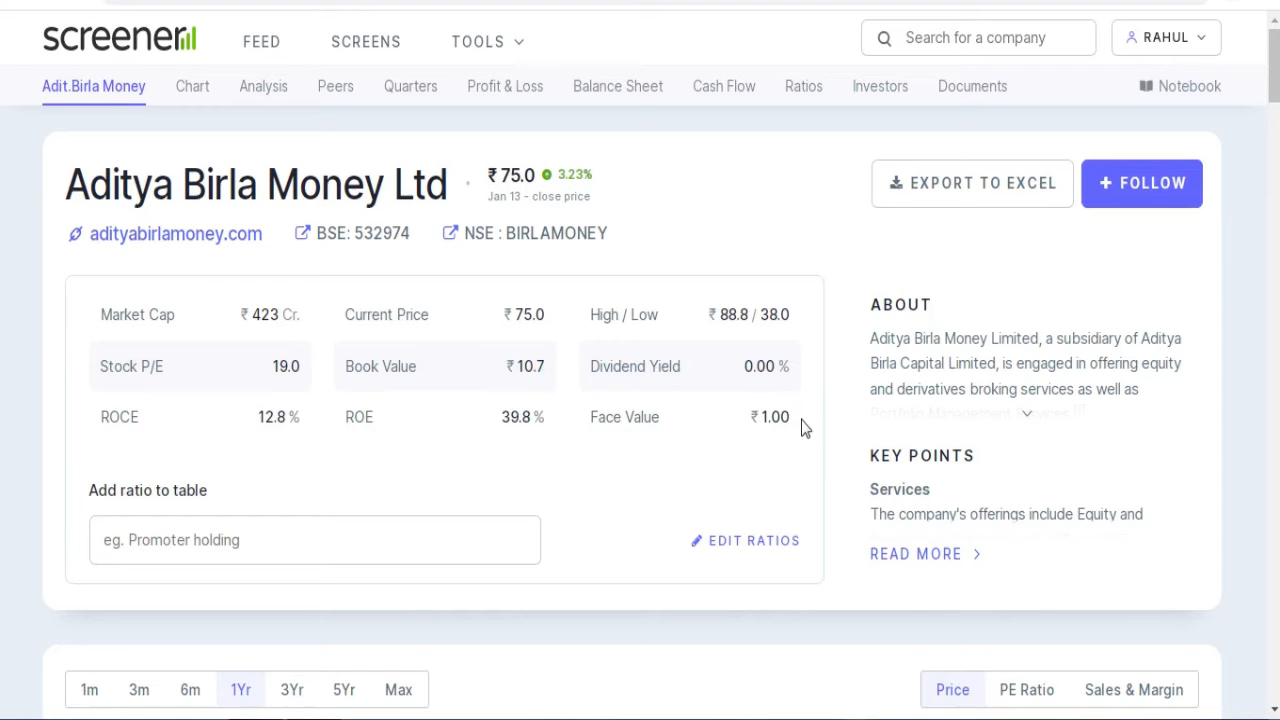 screener
FEED
SCREENS
TOOLS
Search for a company
RAHUL
Adit.Birla Money
Chart
Analysis
Peers
Quarters
Profit & Loss
Balance Sheet
Cash Flow
Ratios
Investors
Documents
Notebook
Aditya Birla Money Ltd
₹ 75.0 3.23%
Jan 13 - close price
EXPORT TO EXCEL
+ FOLLOW
adityabirlamoney.com
BSE: 532974
NSE : BIRLAMONEY
Market Cap ₹ 423 Cr.
Current Price ₹ 75.0
High / Low ₹ 88.8 / 38.0
Stock P/E 19.0
Book Value ₹ 10.7
Dividend Yield 0.00 %
ROCE 12.8 %
ROE 39.8 %
Face Value ₹ 1.00
Add ratio to table
eg. Promoter holding
EDIT RATIOS
ABOUT
Aditya Birla Money Limited, a subsidiary of Aditya
Birla Capital Limited, is engaged in offering equity
and derivatives broking services as well as
Portfolio Management Services
KEY POINTS
Services
The company's offerings include Equity and
READ MORE
1m
3m
6m
1Yr
3Yr
5Yr
Max
Price
PE Ratio
Sales & Margin